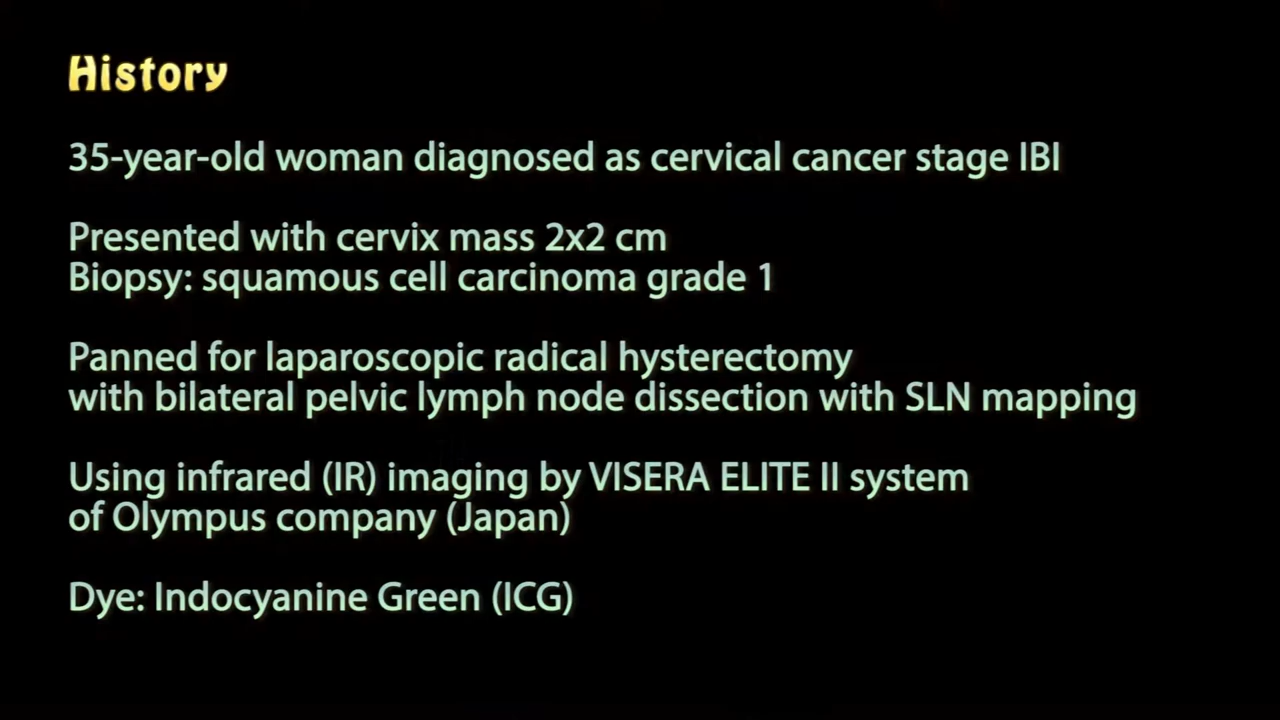 History
35-year-old woman diagnosed as cervical cancer stage IBI
Presented with cervix mass 2x2 cm
Biopsy: squamous cell carcinoma grade 1
Panned for laparoscopic radical hysterectomy
with bilateral pelvic lymph node dissection with SLN mapping
Using infrared (IR) imaging by VISERA ELITE II system
of Olympus company (Japan)
Dye: Indocyanine Green (ICG)